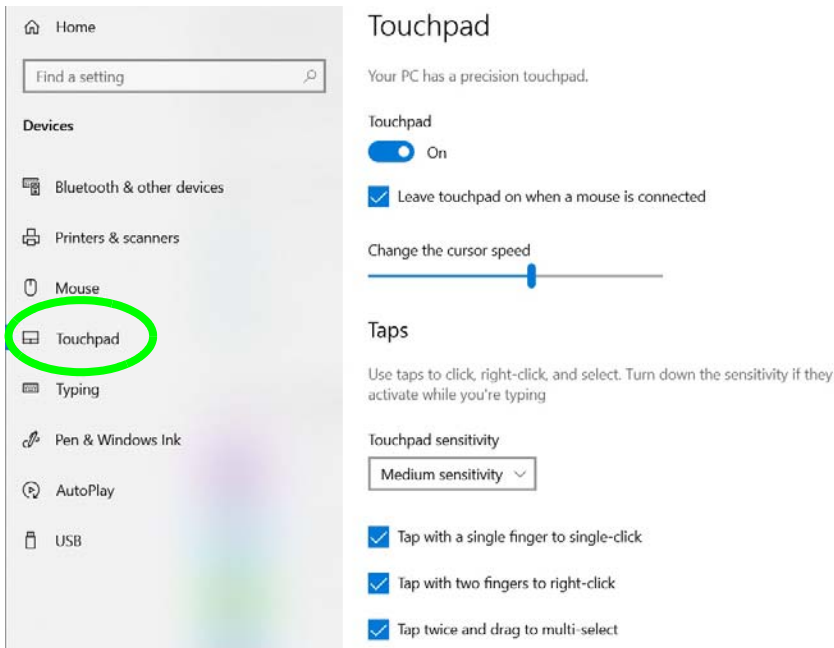 Home
Find a setting
Devices
Bluetooth & other devices
Printers & scanners
Mouse
Touchpad
Typing
Pen & Windows Ink
AutoPlay
USB
Touchpad
Your PC has a precision touchpad.
Touchpad
On
Leave touchpad on when a mouse is connected
Change the cursor speed
Taps
Use taps to click, right-click, and select. Turn down the sensitivity if they
activate while you're typing
Touchpad sensitivity
Medium sensitivity
Tap with a single finger to single-click
Tap with two fingers to right-click
Tap twice and drag to multi-select